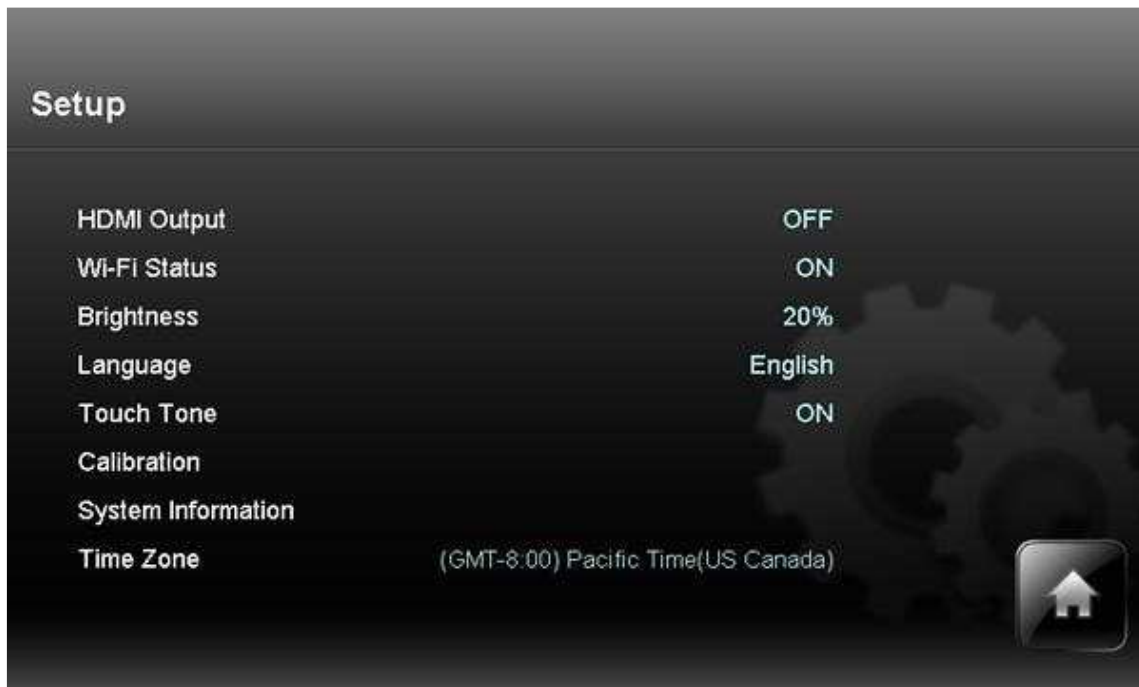 Setup
HDMI Output OFF
Wi-Fi Status ON
Brightness 20%
Language English
Touch Tone ON
Calibration
System Information
Time Zone (GMT-8:00) Pacific Time(US Canada)